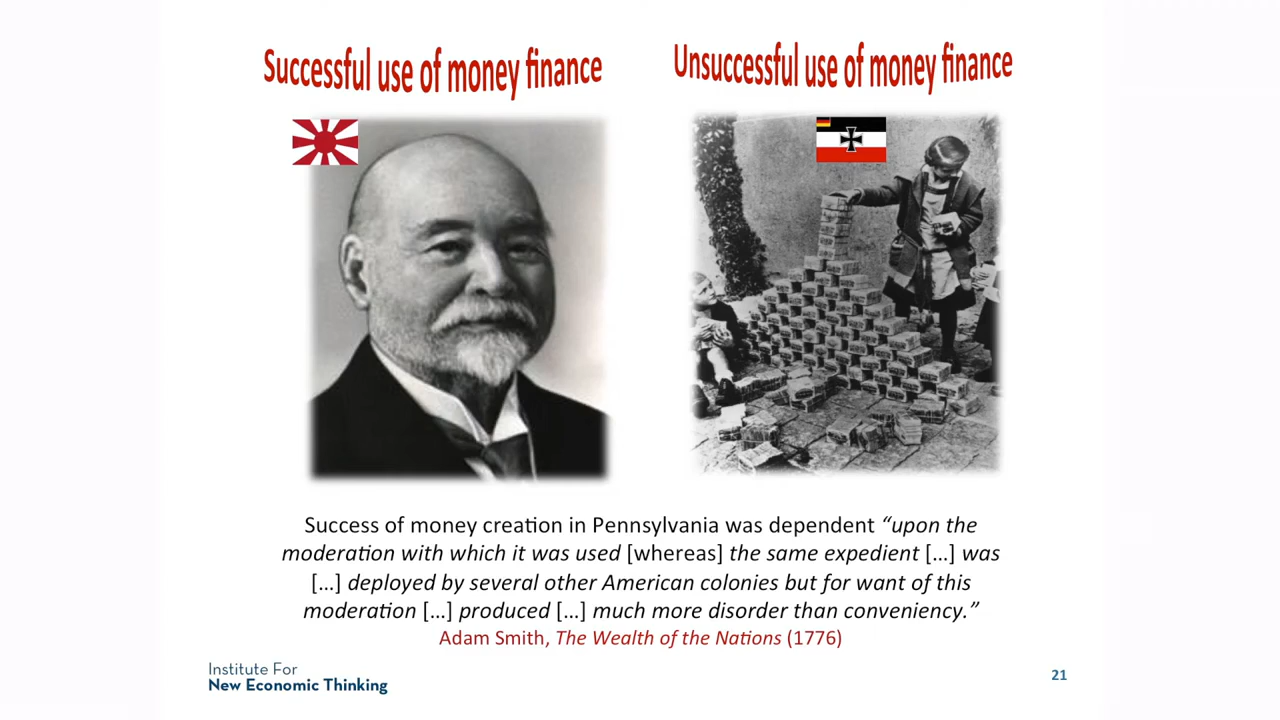 Successful use of money finance
Unsuccessful use of money finance
Success of money creation in Pennsylvania was dependent “upon the
moderation with which it was used [whereas] the same expedient […] was
[…] deployed by several other American colonies but for want of this
moderation […] produced […] much more disorder than conveniency.”
Adam Smith, The Wealth of the Nations (1776)
Institute For
New Economic Thinking
21